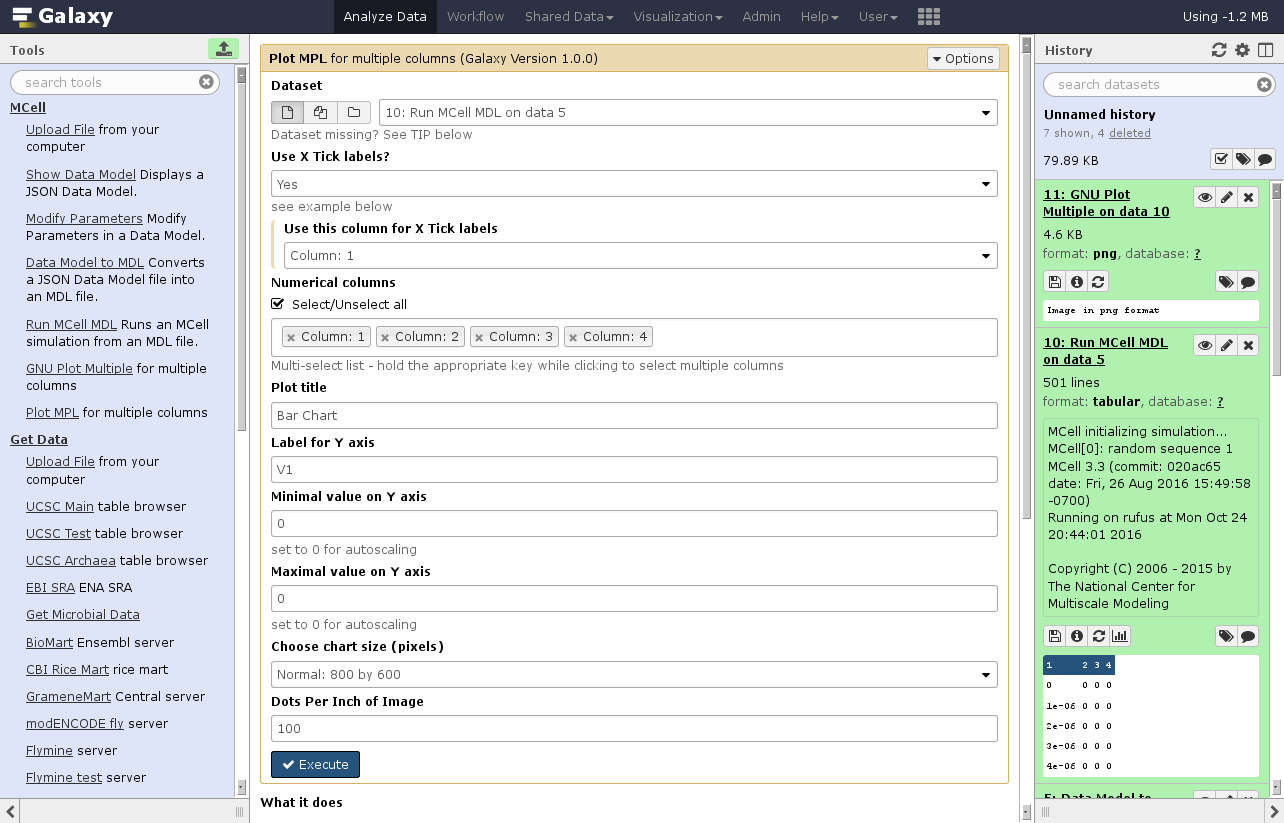 Galaxy
Analyze Data
Workflow
Shared Data
Visualization
Admin
Help
User
Using -1.2 MB
Tools
search tools
MCell
Upload File from your
computer
Show Data Model Displays a
JSON Data Model.
Modify Parameters Modify
Parameters in a Data Model.
Data Model to MDL Converts
a JSON Data Model file into
an MDL file.
Run MCell MDL Runs an MCell
simulation from an MDL file.
GNU Plot Multiple for multiple
columns
Plot MPL for multiple columns
Get Data
Upload File from your
computer
UCSC Main table browser
UCSC Test table browser
UCSC Archaea table browser
EBI SRA ENA SRA
Get Microbial Data
BioMart Ensembl server
CBI Rice Mart rice mart
GrameneMart Central server
modENCODE fly server
Flymine server
Flymine test server
Plot MPL for multiple columns (Galaxy Version 1.0.0)
Options
Dataset
10: Run MCell MDL on data 5
Dataset missing? See TIP below
Use X Tick labels?
Yes
see example below
Use this column for X Tick labels
Column: 1
Numerical columns
Select/Unselect all
Column: 1
Column: 2
Column: 3
Column: 4
Multi-select list - hold the appropriate key while clicking to select multiple columns
Plot title
Bar Chart
Label for Y axis
V1
Minimal value on Y axis
0
set to 0 for autoscaling
Maximal value on Y axis
0
set to 0 for autoscaling
Choose chart size (pixels)
Normal: 800 by 600
Dots Per Inch of Image
100
Execute
What it does
History
search datasets
Unnamed history
7 shown, 4 deleted
79.89 KB
11: GNU Plot
Multiple on data 10
4.6 KB
format: png, database: ?
Image in png format
10: Run MCell MDL
on data 5
501 lines
format: tabular, database: ?
MCell initializing simulation...
MCell[0]: random sequence 1
MCell 3.3 (commit: 020ac65
date: Fri, 26 Aug 2016 15:49:58
-0700)
Running on rufus at Mon Oct 24
20:44:01 2016
Copyright (C) 2006 - 2015 by
The National Center for
Multiscale Modeling
1 2 3 4
0 0 0 0
1e-06 0 0 0
2e-06 0 0 0
3e-06 0 0 0
4e-06 0 0 0
5: Data Model to